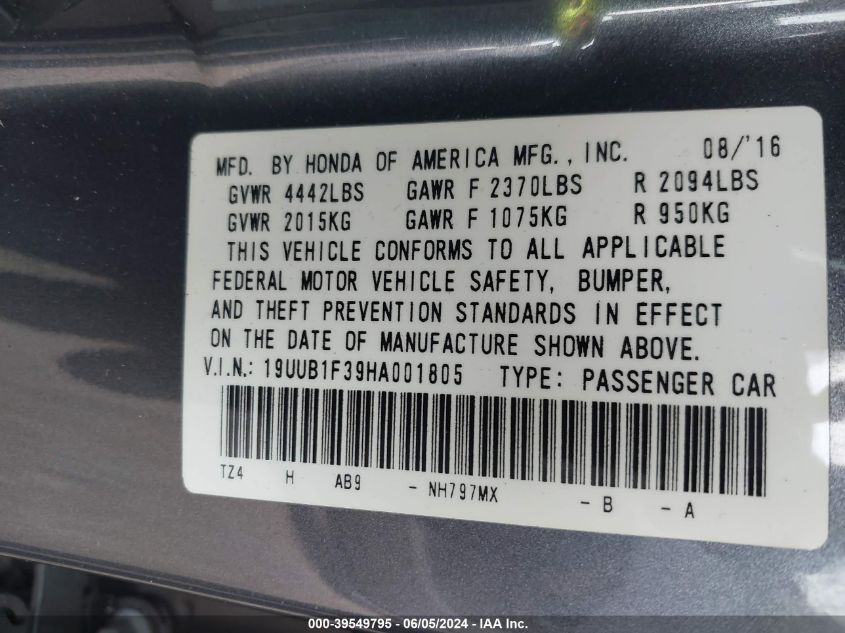 MFD. BY HONDA OF AMERICA MFG., INC. 08/'16
GVWR 4442LBS GAWR F 2370LBS R 2094LBS
GVWR 2015KG GAWR F 1075KG R 950KG
THIS VEHICLE CONFORMS TO ALL APPLICABLE
FEDERAL MOTOR VEHICLE SAFETY, BUMPER,
AND THEFT PREVENTION STANDARDS IN EFFECT
ON THE DATE OF MANUFACTURE SHOWN ABOVE.
V.I.N.: 19UUB1F39HA001805 TYPE: PASSENGER CAR
TZ4 H AB9 - NH797MX - B - A
000-39549795 - 06/05/2024 - IAA Inc.